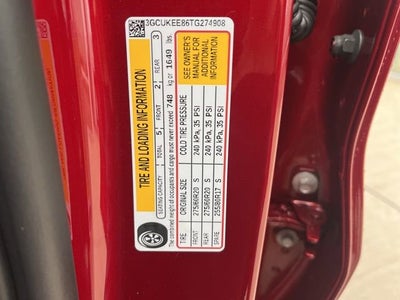 3GCUKEE86TG274908
TIRE AND LOADING INFORMATION
SEATING CAPACITY TOTAL 5 FRONT 2 REAR 3
The combined weight of occupants and cargo must never exceed 748 kg or 1649 lbs.
TIRE ORIGINAL SIZE COLD TIRE PRESSURE
FRONT 275/60R20 S 240 kPa, 35 PSI
REAR 275/60R20 S 240 kPa, 35 PSI
SPARE 255/80R17 S 240 kPa, 35 PSI
SEE OWNER'S
MANUAL FOR
ADDITIONAL
INFORMATION